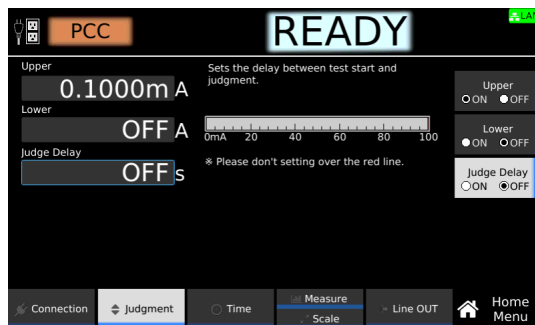 PCC
READY
LAN
Upper
0.1000m A
Lower
OFF A
Judge Delay
OFF s
Sets the delay between test start and
judgment.
0mA 20 40 60 80 100
※ Please don't setting over the red line.
Upper
ON OFF
Lower
ON OFF
Judge Delay
ON OFF
Connection
Judgment
Time
Measure
Scale
Line OUT
Home
Menu